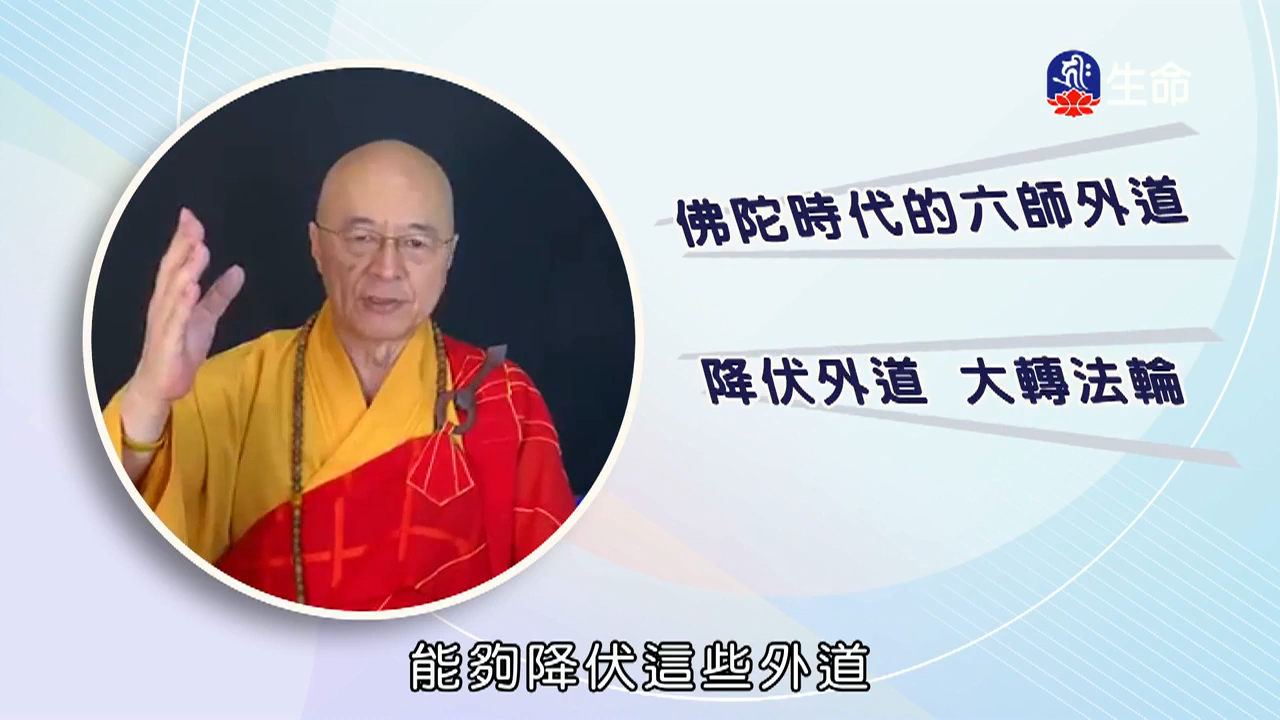 生命
佛陀時代的六師外道
降伏外道 大轉法輪
能夠降伏這些外道